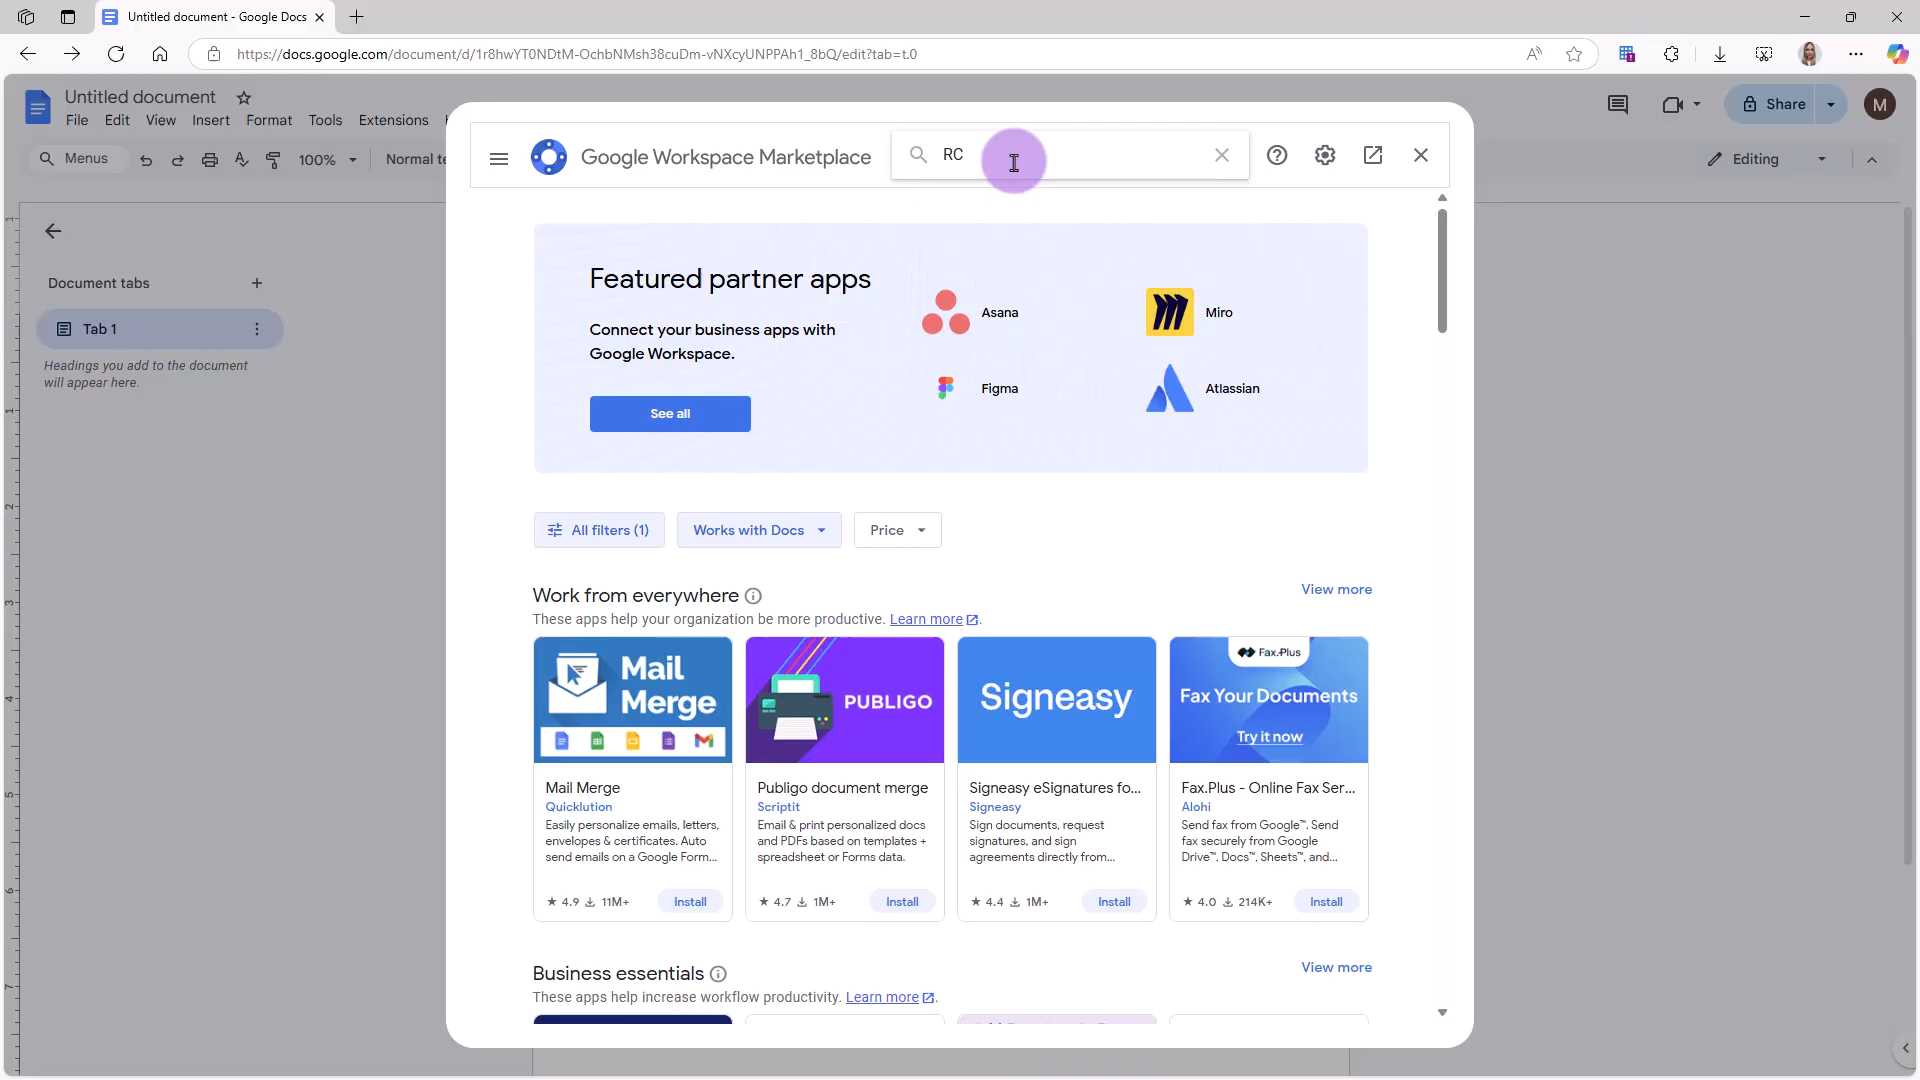 Untitled document - Google Docs
https://docs.google.com/document/d/1r8hwYT0NDtM-OchbNMsh38cuDm-vNXcyUNPPAh1_8bQ/edit?tab=t.0
Untitled document
File Edit View Insert Format Tools Extensions
Share
M
Menus
100%
Normal te
Editing
Document tabs
Tab 1
Headings you add to the document
will appear here.
Google Workspace Marketplace
RC
Featured partner apps
Connect your business apps with
Google Workspace.
See all
Asana
Miro
Figma
Atlassian
All filters (1)
Works with Docs
Price
Work from everywhere
View more
These apps help your organization be more productive. Learn more.
Mail
Merge
Mail Merge
Quicklution
Easily personalize emails, letters,
envelopes & certificates. Auto
send emails on a Google Form...
4.9 11M+
Install
PUBLIGO
Publigo document merge
Scriptit
Email & print personalized docs
and PDFs based on templates +
spreadsheet or Forms data.
4.7 1M+
Install
Signeasy
Signeasy eSignatures fo...
Signeasy
Sign documents, request
signatures, and sign
agreements directly from...
4.4 1M+
Install
Fax.Plus
Fax Your Documents
Try it now
Fax.Plus - Online Fax Ser...
Alohi
Send fax from Google™. Send
fax securely from Google
Drive™, Docs™, Sheets™, and...
4.0 214K+
Install
Business essentials
View more
These apps help increase workflow productivity. Learn more.
1
1
2
3
4
5
6
7